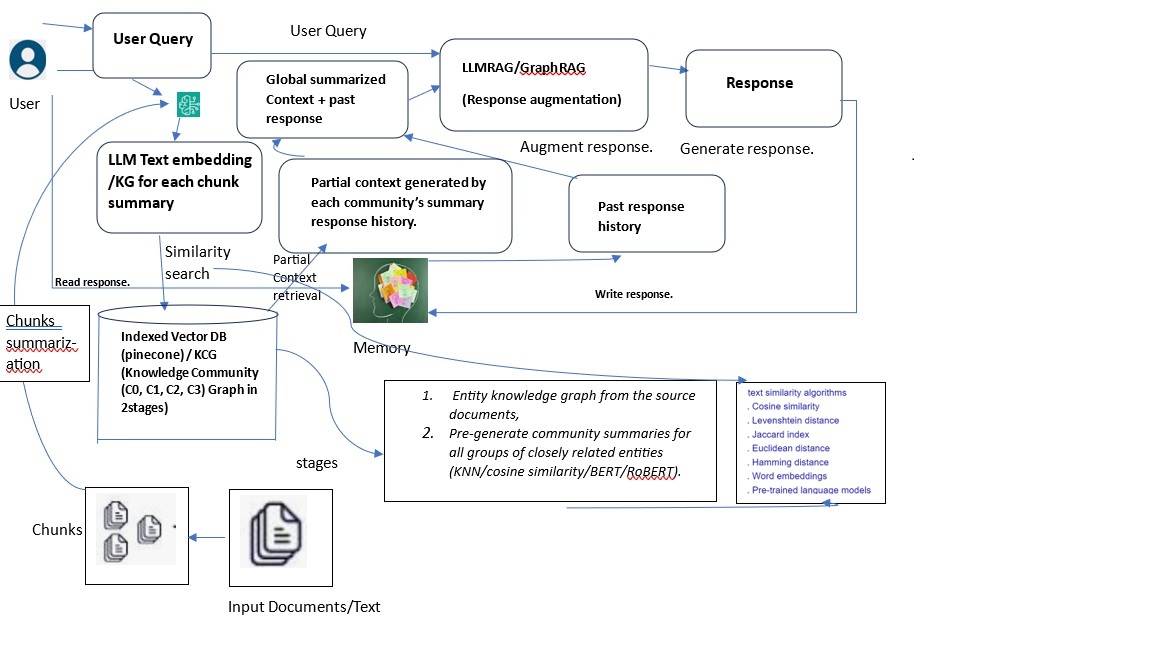 User Query
User Query
User
Global summarized
Context + past
response
LLMRAG/GraphRAG
(Response augmentation)
Response
Augment response.
Generate response.
LLM Text embedding
/KG for each chunk
summary
Partial context generated by
each community's summary
response history.
Past response
history
Similarity
search
Partial
Context
retrieval
Read response.
Write response.
Chunks
summariz-
ation
Indexed Vector DB
(pinecone) / KCG
(Knowledge Community
(C0, C1, C2, C3) Graph in
2stages)
Memory
1. Entity knowledge graph from the source
documents,
2. Pre-generate community summaries for
all groups of closely related entities
(KNN/cosine similarity/BERT/RoBERT).
text similarity algorithms
. Cosine similarity
. Levenshtein distance
. Jaccard index
. Euclidean distance
. Hamming distance
. Word embeddings
. Pre-trained language models
stages
Chunks
Input Documents/Text